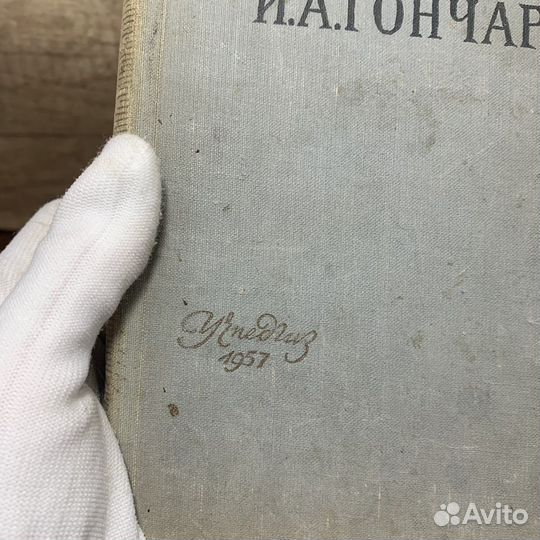 И.А.ГОНЧАР
Учпедгиз
1957
Avito